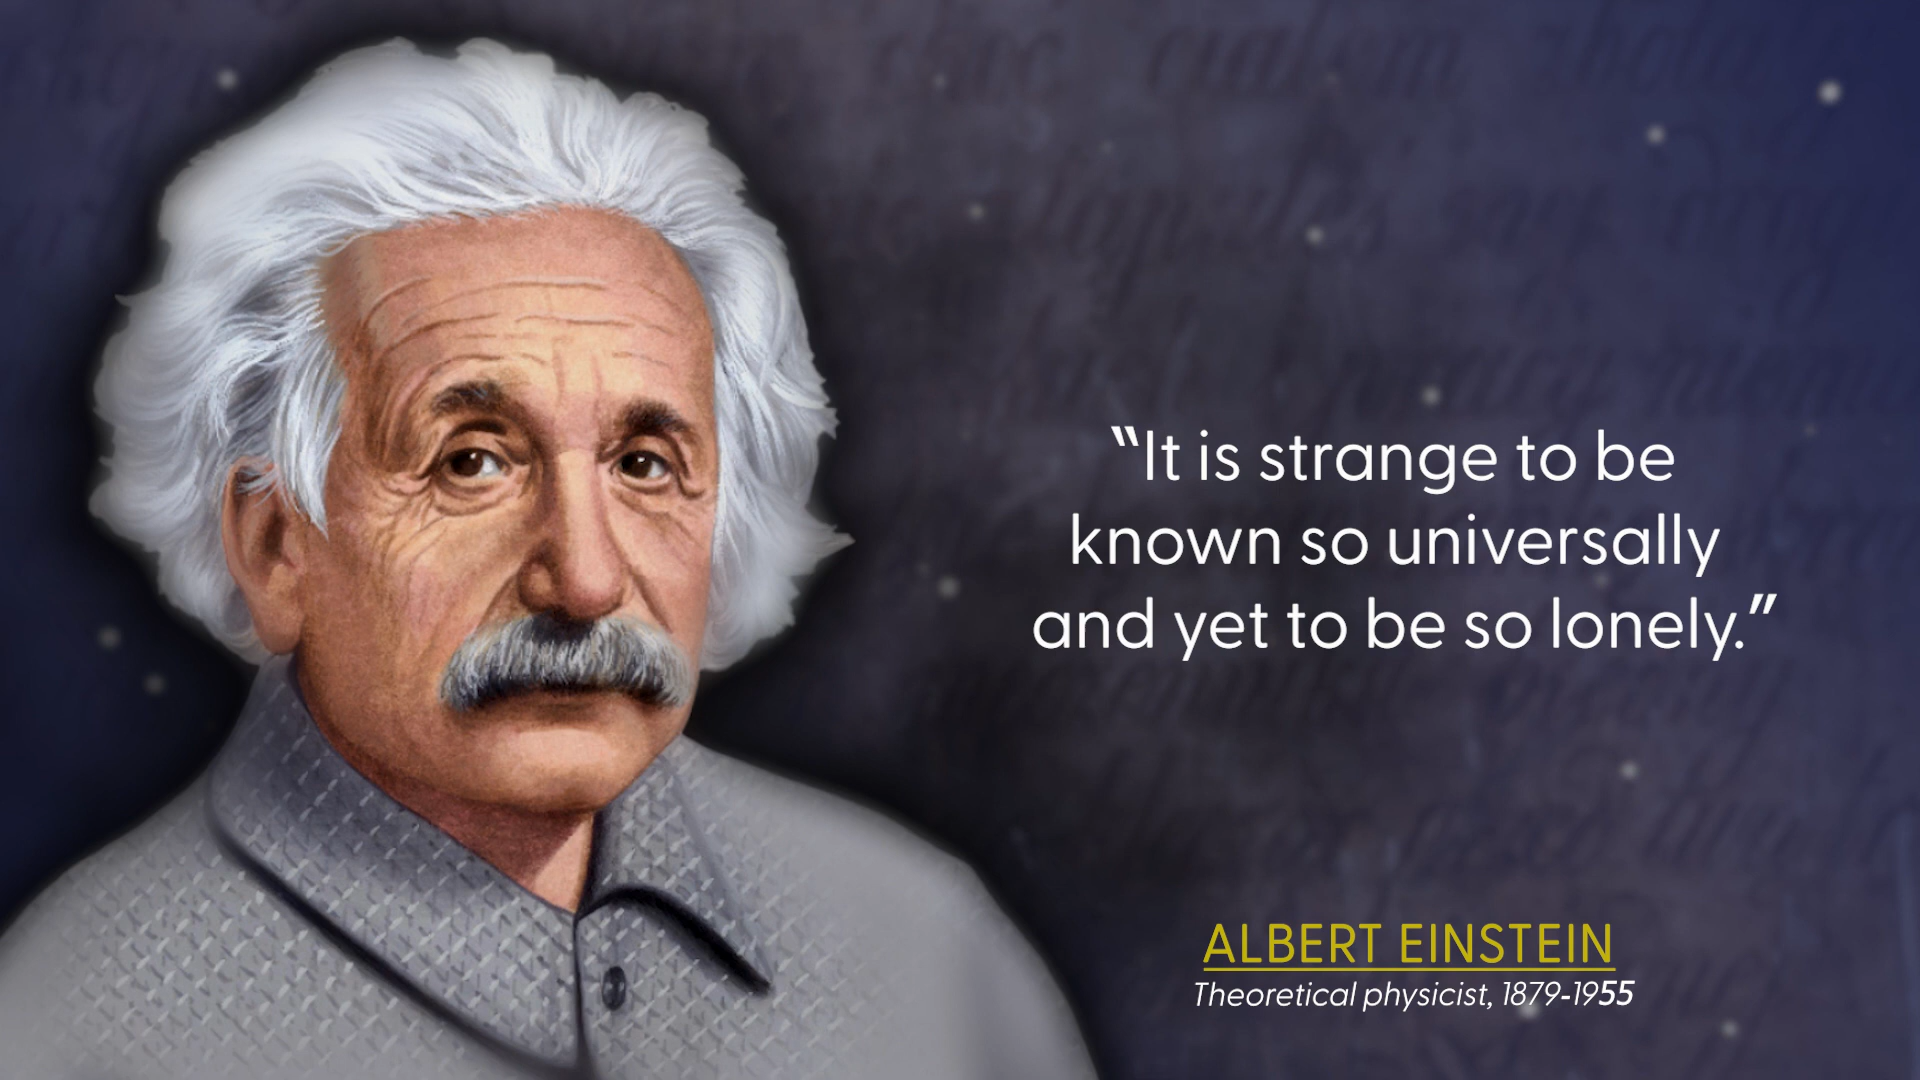 “It is strange to be
known so universally
and yet to be so lonely.”
ALBERT EINSTEIN
Theoretical physicist, 1879-1955